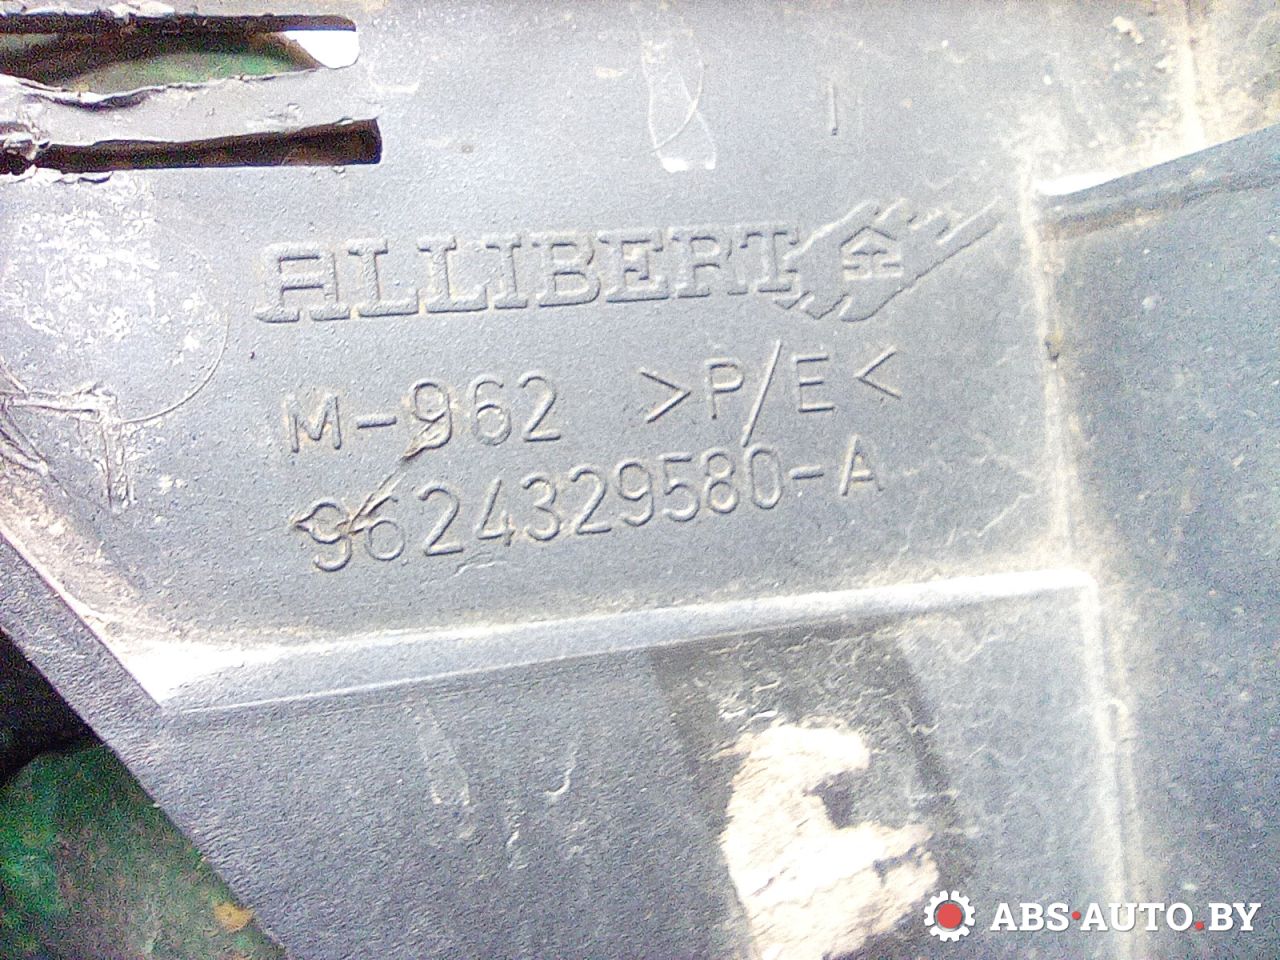 ALLIBERT
M-962 >P/E<
9624329580-A
ABS·AUTO.BY